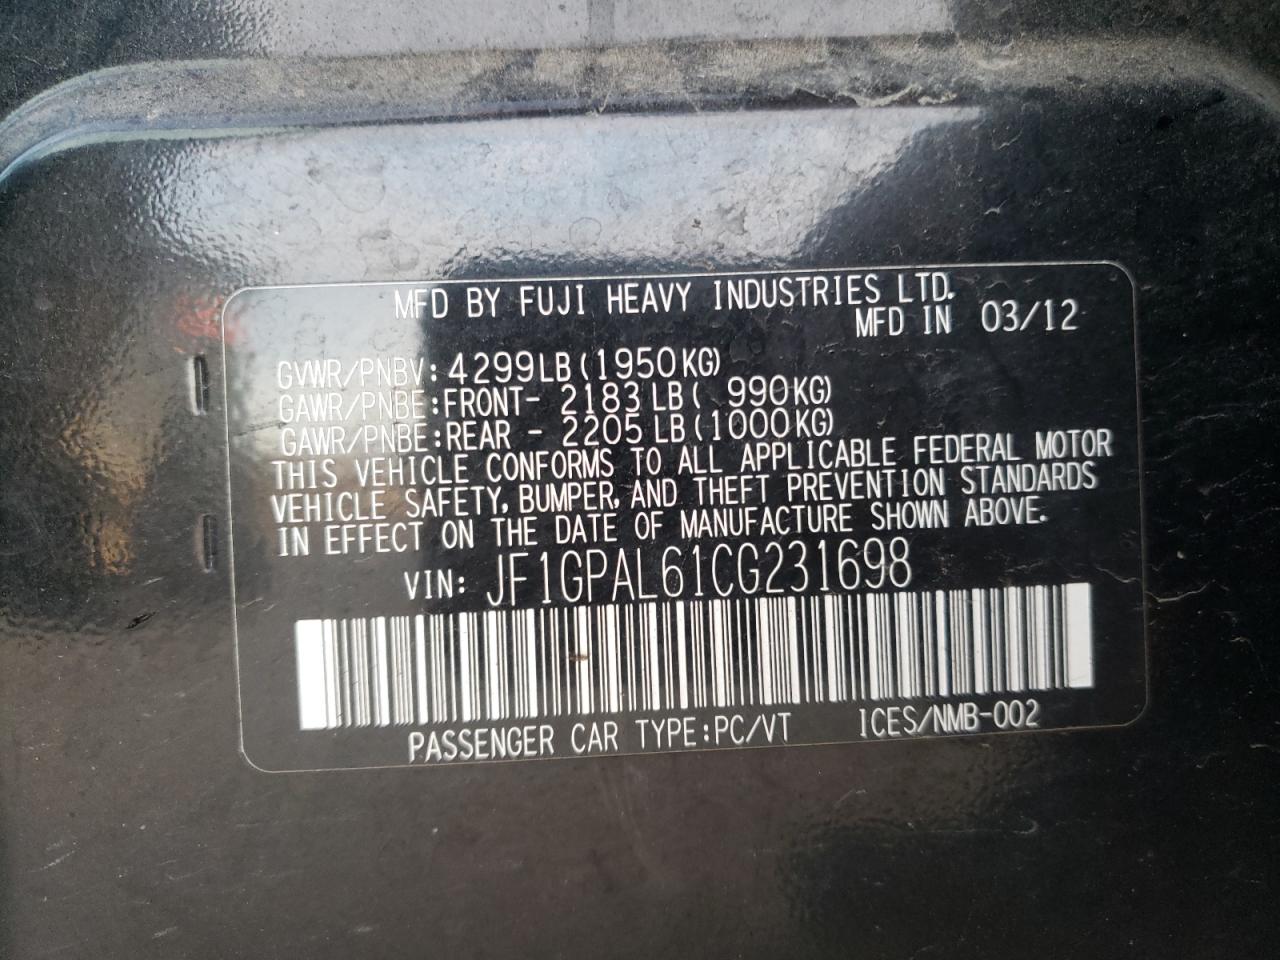 MFD BY FUJI HEAVY INDUSTRIES LTD.
MFD IN 03/12
GVWR/PNBV: 4299LB (1950KG)
GAWR/PNBE:FRONT- 2183 LB( 990KG)
GAWR/PNBE:REAR - 2205 LB(1000KG)
THIS VEHICLE CONFORMS TO ALL APPLICABLE FEDERAL MOTOR
VEHICLE SAFETY, BUMPER, AND THEFT PREVENTION STANDARDS
IN EFFECT ON THE DATE OF MANUFACTURE SHOWN ABOVE.
VIN: JF1GPAL61CG231698
PASSENGER CAR TYPE:PC/VT ICES/NMB-002